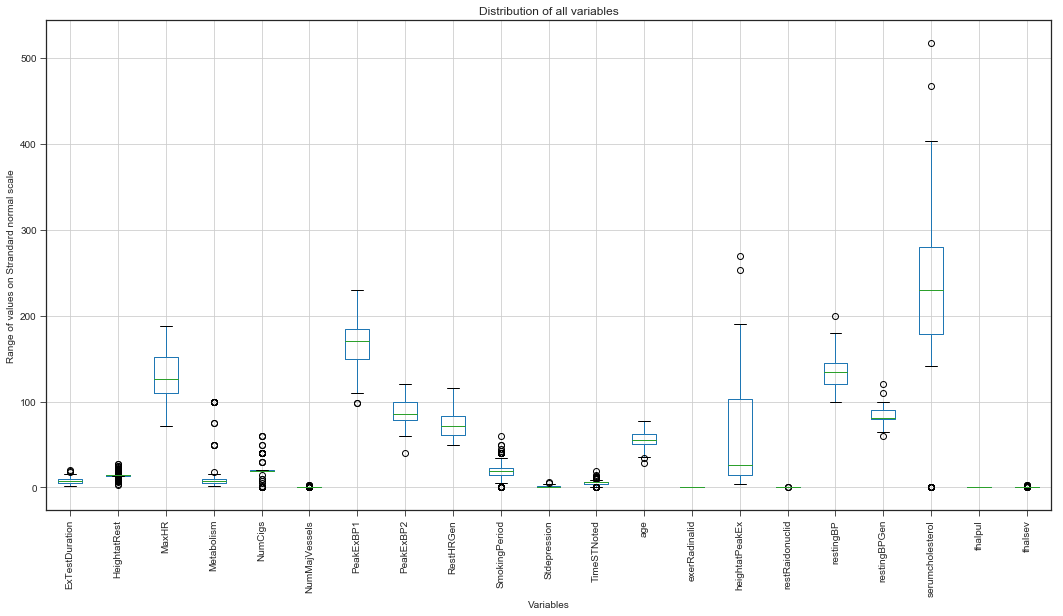 Distribution of all variables
Range of values on Strandard normal scale
500
400
300
200
100
0
ExTestDuration
HeightatRest
MaxHR
Metabolism
NumCigs
NumMajVessels
PeakExBP1
PeakExBP2
RestHRGen
SmokingPeriod
Stdepression
TimeSTNoted
age
exerRadinalid
heightatPeakEx
restRaidonuclid
restingBP
restingBPGen
serumcholesterol
thalpul
thalsev
Variables